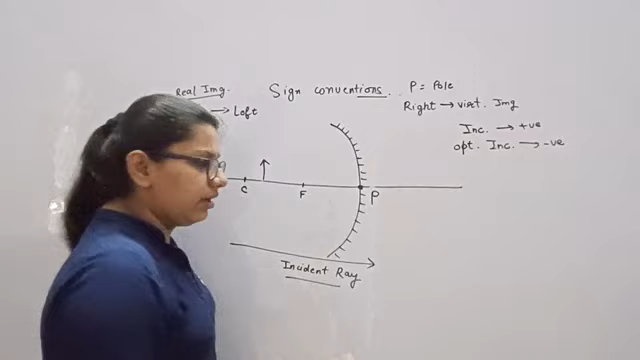 Real Img.
→ Left
Sign conventions.
P = Pole
Right → virt. Img
Inc. → +ve
opt. Inc. → -ve
C
F
P
Incident Ray